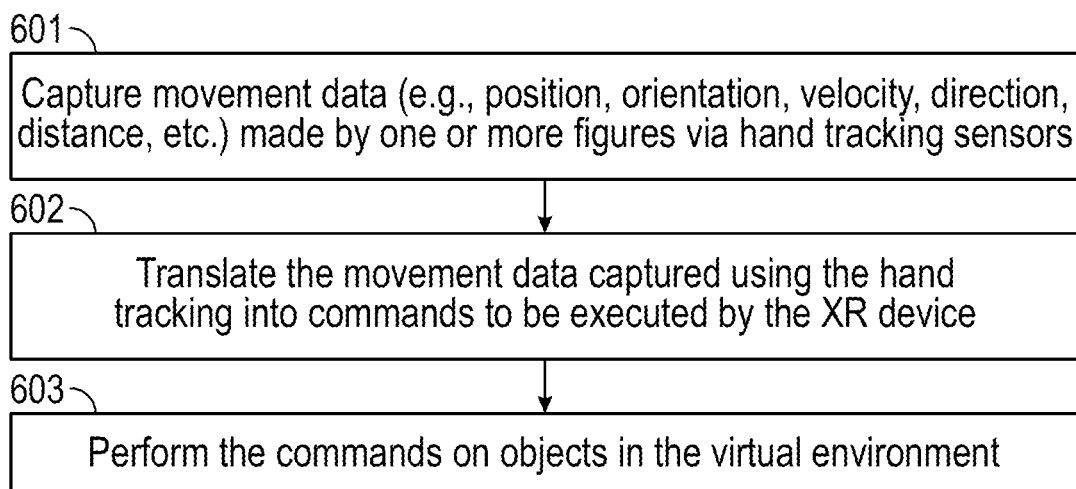 601
Capture movement data (e.g., position, orientation, velocity, direction,
distance, etc.) made by one or more figures via hand tracking sensors
602
Translate the movement data captured using the hand
tracking into commands to be executed by the XR device
603
Perform the commands on objects in the virtual environment